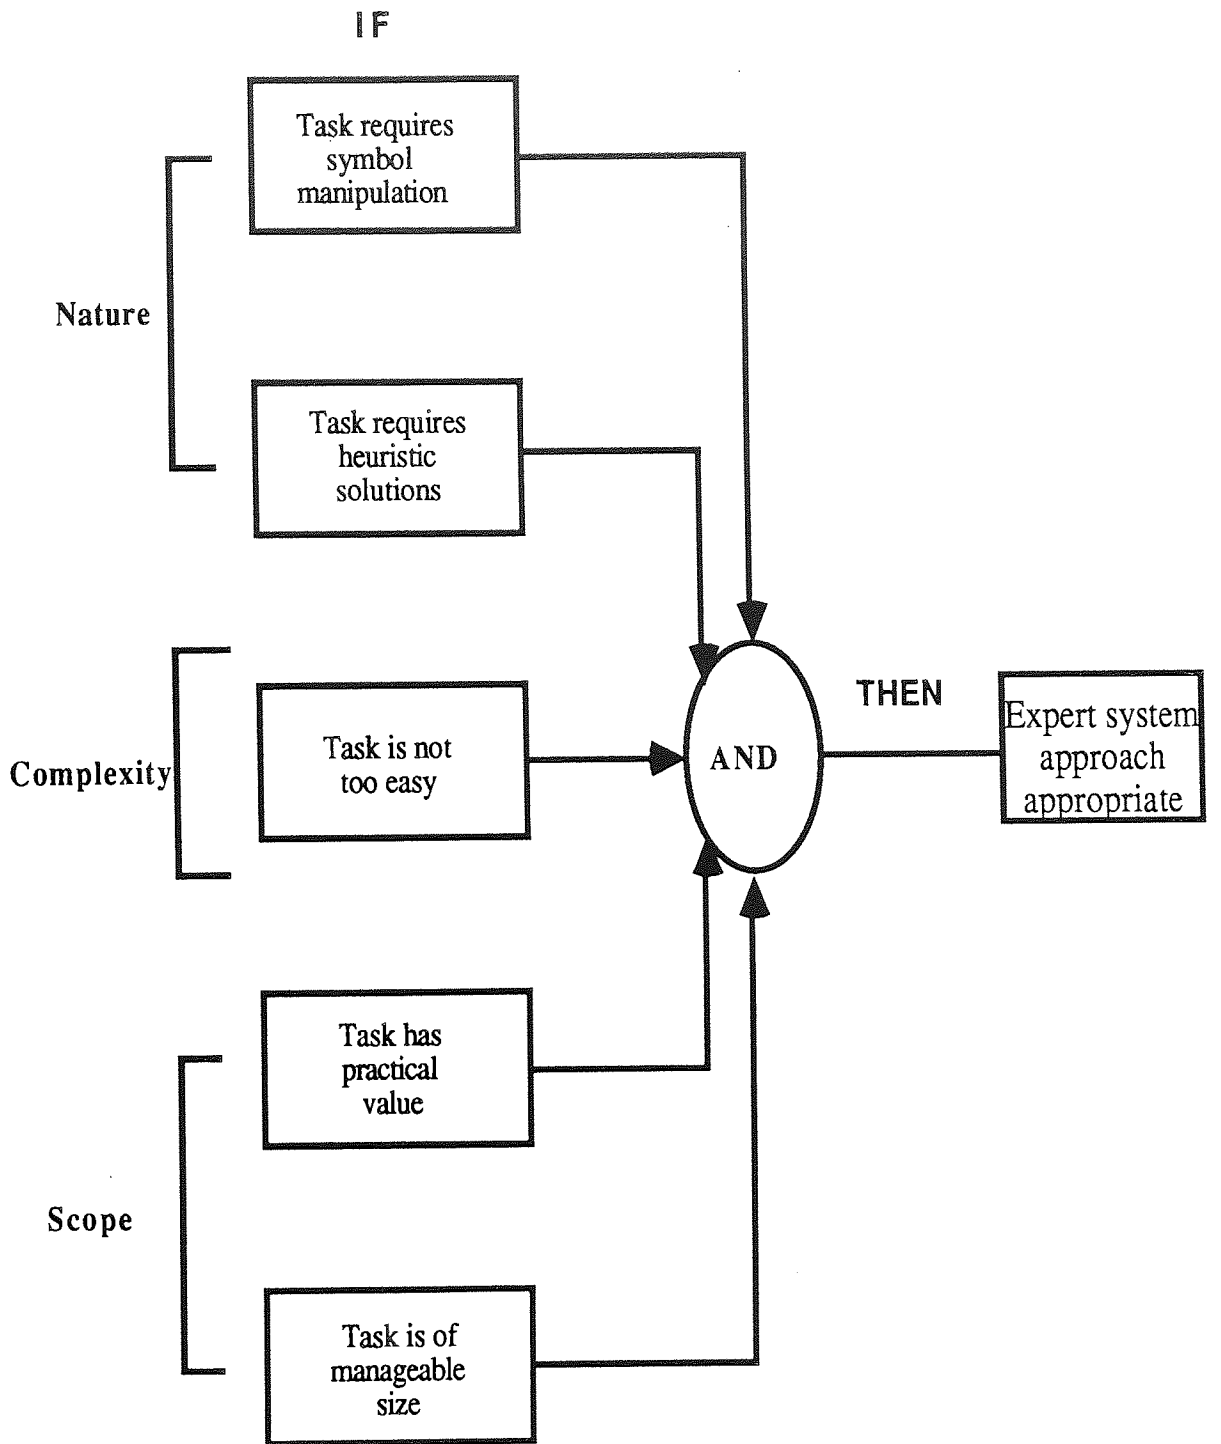 IF
Task requires
symbol
manipulation
Nature
Task requires
heuristic
solutions
Complexity
Task is not
too easy
AND
THEN
Expert system
approach
appropriate
Task has
practical
value
Scope
Task is of
manageable
size